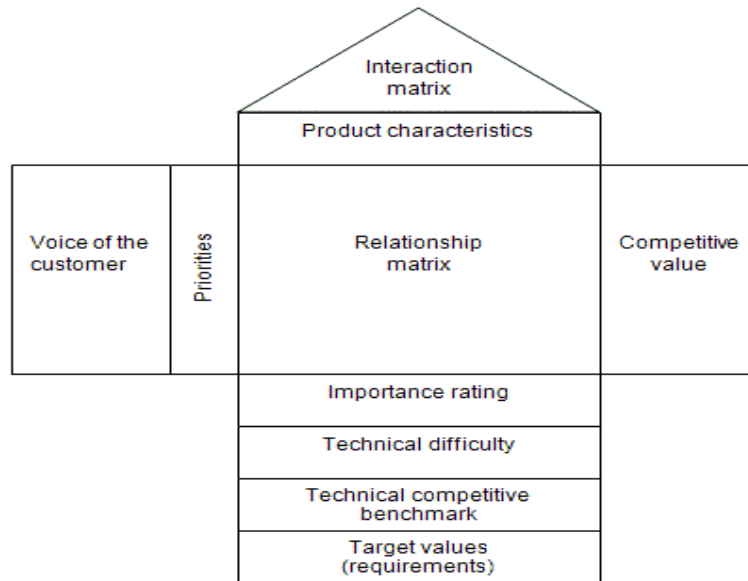 Interaction
matrix
Product characteristics
Voice of the
customer
Priorities
Relationship
matrix
Competitive
value
Importance rating
Technical difficulty
Technical competitive
benchmark
Target values
(requirements)